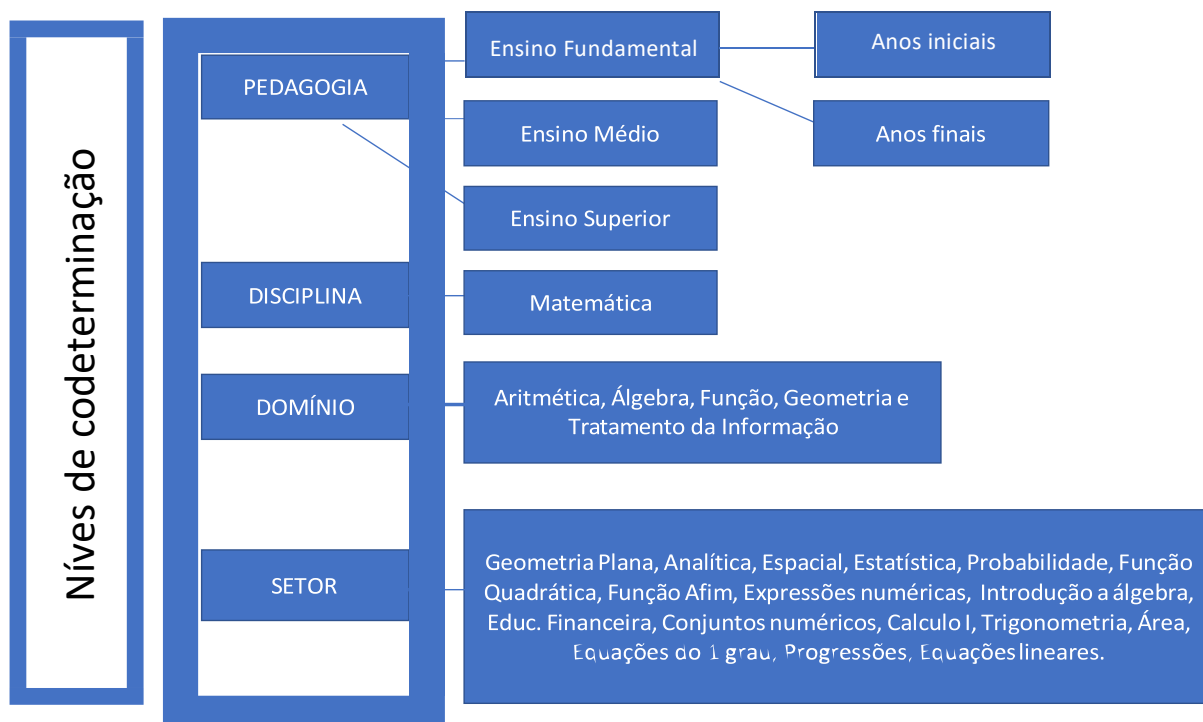 Níves de codeterminação
PEDAGOGIA
Ensino Fundamental
Anos iniciais
Anos finais
Ensino Médio
Ensino Superior
DISCIPLINA
Matemática
DOMÍNIO
Aritmética, Álgebra, Função, Geometria e
Tratamento da Informação
SETOR
Geometria Plana, Analítica, Espacial, Estatística, Probabilidade, Função
Quadrática, Função Afim, Expressões numéricas, Introdução a álgebra,
Educ. Financeira, Conjuntos numéricos, Calculo I, Trigonometria, Área,
Equações do 1 grau, Progressões, Equações lineares.